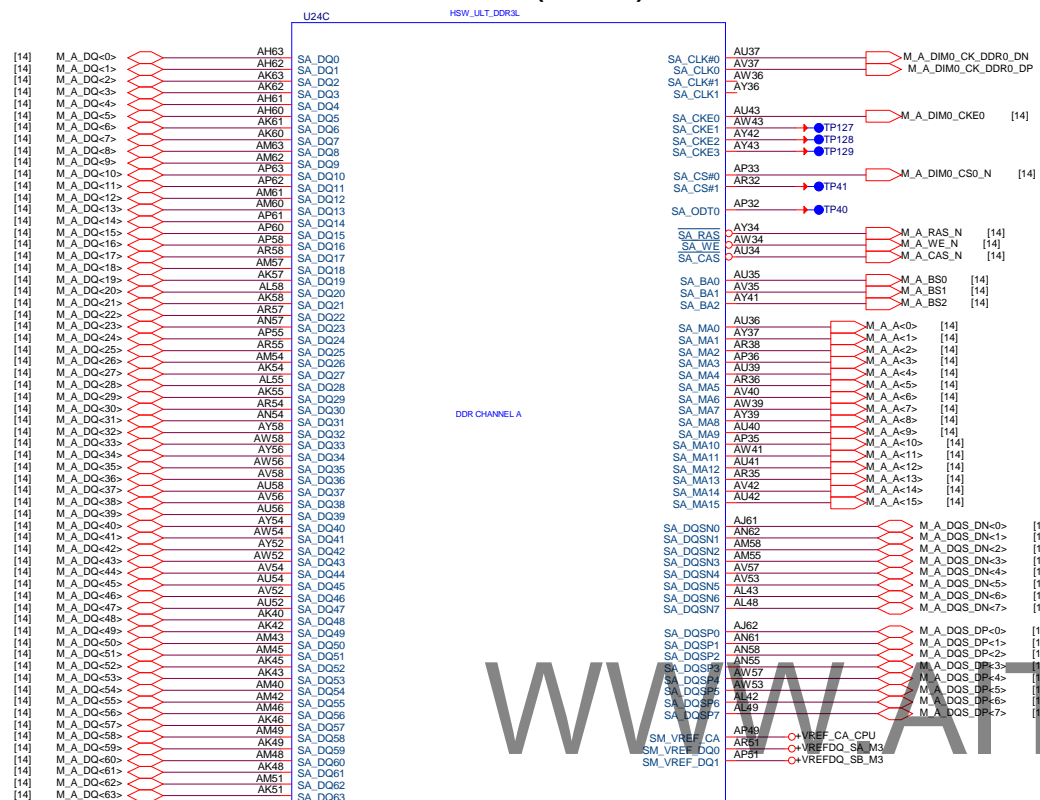 U24C HSW_ULT_DDR3L
[14] M_A_DQ<0> AH63 SA_DQ0
[14] M_A_DQ<1> AH62 SA_DQ1
[14] M_A_DQ<2> AK63 SA_DQ2
[14] M_A_DQ<3> AK62 SA_DQ3
[14] M_A_DQ<4> AH61 SA_DQ4
[14] M_A_DQ<5> AH60 SA_DQ5
[14] M_A_DQ<6> AK61 SA_DQ6
[14] M_A_DQ<7> AK60 SA_DQ7
[14] M_A_DQ<8> AM63 SA_DQ8
[14] M_A_DQ<9> AM62 SA_DQ9
[14] M_A_DQ<10> AP63 SA_DQ10
[14] M_A_DQ<11> AP62 SA_DQ11
[14] M_A_DQ<12> AM61 SA_DQ12
[14] M_A_DQ<13> AM60 SA_DQ13
[14] M_A_DQ<14> AP61 SA_DQ14
[14] M_A_DQ<15> AP60 SA_DQ15
[14] M_A_DQ<16> AP58 SA_DQ16
[14] M_A_DQ<17> AR58 SA_DQ17
[14] M_A_DQ<18> AM57 SA_DQ18
[14] M_A_DQ<19> AK57 SA_DQ19
[14] M_A_DQ<20> AL58 SA_DQ20
[14] M_A_DQ<21> AK58 SA_DQ21
[14] M_A_DQ<22> AR57 SA_DQ22
[14] M_A_DQ<23> AN57 SA_DQ23
[14] M_A_DQ<24> AP55 SA_DQ24
[14] M_A_DQ<25> AR55 SA_DQ25
[14] M_A_DQ<26> AM54 SA_DQ26
[14] M_A_DQ<27> AK54 SA_DQ27
[14] M_A_DQ<28> AL55 SA_DQ28
[14] M_A_DQ<29> AK55 SA_DQ29
[14] M_A_DQ<30> AR54 SA_DQ30
[14] M_A_DQ<31> AN54 SA_DQ31
[14] M_A_DQ<32> AY58 SA_DQ32
[14] M_A_DQ<33> AW58 SA_DQ33
[14] M_A_DQ<34> AY56 SA_DQ34
[14] M_A_DQ<35> AW56 SA_DQ35
[14] M_A_DQ<36> AV58 SA_DQ36
[14] M_A_DQ<37> AU58 SA_DQ37
[14] M_A_DQ<38> AV56 SA_DQ38
[14] M_A_DQ<39> AU56 SA_DQ39
[14] M_A_DQ<40> AY54 SA_DQ40
[14] M_A_DQ<41> AW54 SA_DQ41
[14] M_A_DQ<42> AY52 SA_DQ42
[14] M_A_DQ<43> AW52 SA_DQ43
[14] M_A_DQ<44> AV54 SA_DQ44
[14] M_A_DQ<45> AU54 SA_DQ45
[14] M_A_DQ<46> AV52 SA_DQ46
[14] M_A_DQ<47> AU52 SA_DQ47
[14] M_A_DQ<48> AK40 SA_DQ48
[14] M_A_DQ<49> AK42 SA_DQ49
[14] M_A_DQ<50> AM43 SA_DQ50
[14] M_A_DQ<51> AM45 SA_DQ51
[14] M_A_DQ<52> AK45 SA_DQ52
[14] M_A_DQ<53> AK43 SA_DQ53
[14] M_A_DQ<54> AM40 SA_DQ54
[14] M_A_DQ<55> AM42 SA_DQ55
[14] M_A_DQ<56> AM46 SA_DQ56
[14] M_A_DQ<57> AK46 SA_DQ57
[14] M_A_DQ<58> AM49 SA_DQ58
[14] M_A_DQ<59> AK49 SA_DQ59
[14] M_A_DQ<60> AM48 SA_DQ60
[14] M_A_DQ<61> AK48 SA_DQ61
[14] M_A_DQ<62> AM51 SA_DQ62
[14] M_A_DQ<63> AK51 SA_DQ63
DDR CHANNEL A
SA_CLK#0 AU37 M_A_DIM0_CK_DDR0_DN
SA_CLK0 AV37 M_A_DIM0_CK_DDR0_DP
SA_CLK#1 AW36
SA_CLK1 AY36
SA_CKE0 AU43 M_A_DIM0_CKE0 [14]
SA_CKE1 AW43 TP127
SA_CKE2 AY42 TP128
SA_CKE3 AY43 TP129
SA_CS#0 AP33 M_A_DIM0_CS0_N [14]
SA_CS#1 AR32 TP41
SA_ODT0 AP32 TP40
SA_RAS AY34 M_A_RAS_N [14]
SA_WE AW34 M_A_WE_N [14]
SA_CAS AU34 M_A_CAS_N [14]
SA_BA0 AU35 M_A_BS0 [14]
SA_BA1 AV35 M_A_BS1 [14]
SA_BA2 AY41 M_A_BS2 [14]
SA_MA0 AU36 M_A_A<0> [14]
SA_MA1 AY37 M_A_A<1> [14]
SA_MA2 AR38 M_A_A<2> [14]
SA_MA3 AP36 M_A_A<3> [14]
SA_MA4 AU39 M_A_A<4> [14]
SA_MA5 AR36 M_A_A<5> [14]
SA_MA6 AV40 M_A_A<6> [14]
SA_MA7 AW39 M_A_A<7> [14]
SA_MA8 AY39 M_A_A<8> [14]
SA_MA9 AU40 M_A_A<9> [14]
SA_MA10 AP35 M_A_A<10> [14]
SA_MA11 AW41 M_A_A<11> [14]
SA_MA12 AU41 M_A_A<12> [14]
SA_MA13 AR35 M_A_A<13> [14]
SA_MA14 AV42 M_A_A<14> [14]
SA_MA15 AU42 M_A_A<15> [14]
SA_DQSN0 AJ61 M_A_DQS_DN<0>
SA_DQSN1 AN62 M_A_DQS_DN<1>
SA_DQSN2 AM58 M_A_DQS_DN<2>
SA_DQSN3 AM55 M_A_DQS_DN<3>
SA_DQSN4 AV57 M_A_DQS_DN<4>
SA_DQSN5 AV53 M_A_DQS_DN<5>
SA_DQSN6 AL43 M_A_DQS_DN<6>
SA_DQSN7 AL48 M_A_DQS_DN<7>
SA_DQSP0 AJ62 M_A_DQS_DP<0>
SA_DQSP1 AN61 M_A_DQS_DP<1>
SA_DQSP2 AN58 M_A_DQS_DP<2>
SA_DQSP3 AN55 M_A_DQS_DP<3>
SA_DQSP4 AW57 M_A_DQS_DP<4>
SA_DQSP5 AW53 M_A_DQS_DP<5>
SA_DQSP6 AL42 M_A_DQS_DP<6>
SA_DQSP7 AL49 M_A_DQS_DP<7>
SM_VREF_CA AP49 +VREF_CA_CPU
SM_VREF_DQ0 AR51 +VREFDQ_SA_M3
SM_VREF_DQ1 AP51 +VREFDQ_SB_M3
WWW.AIT